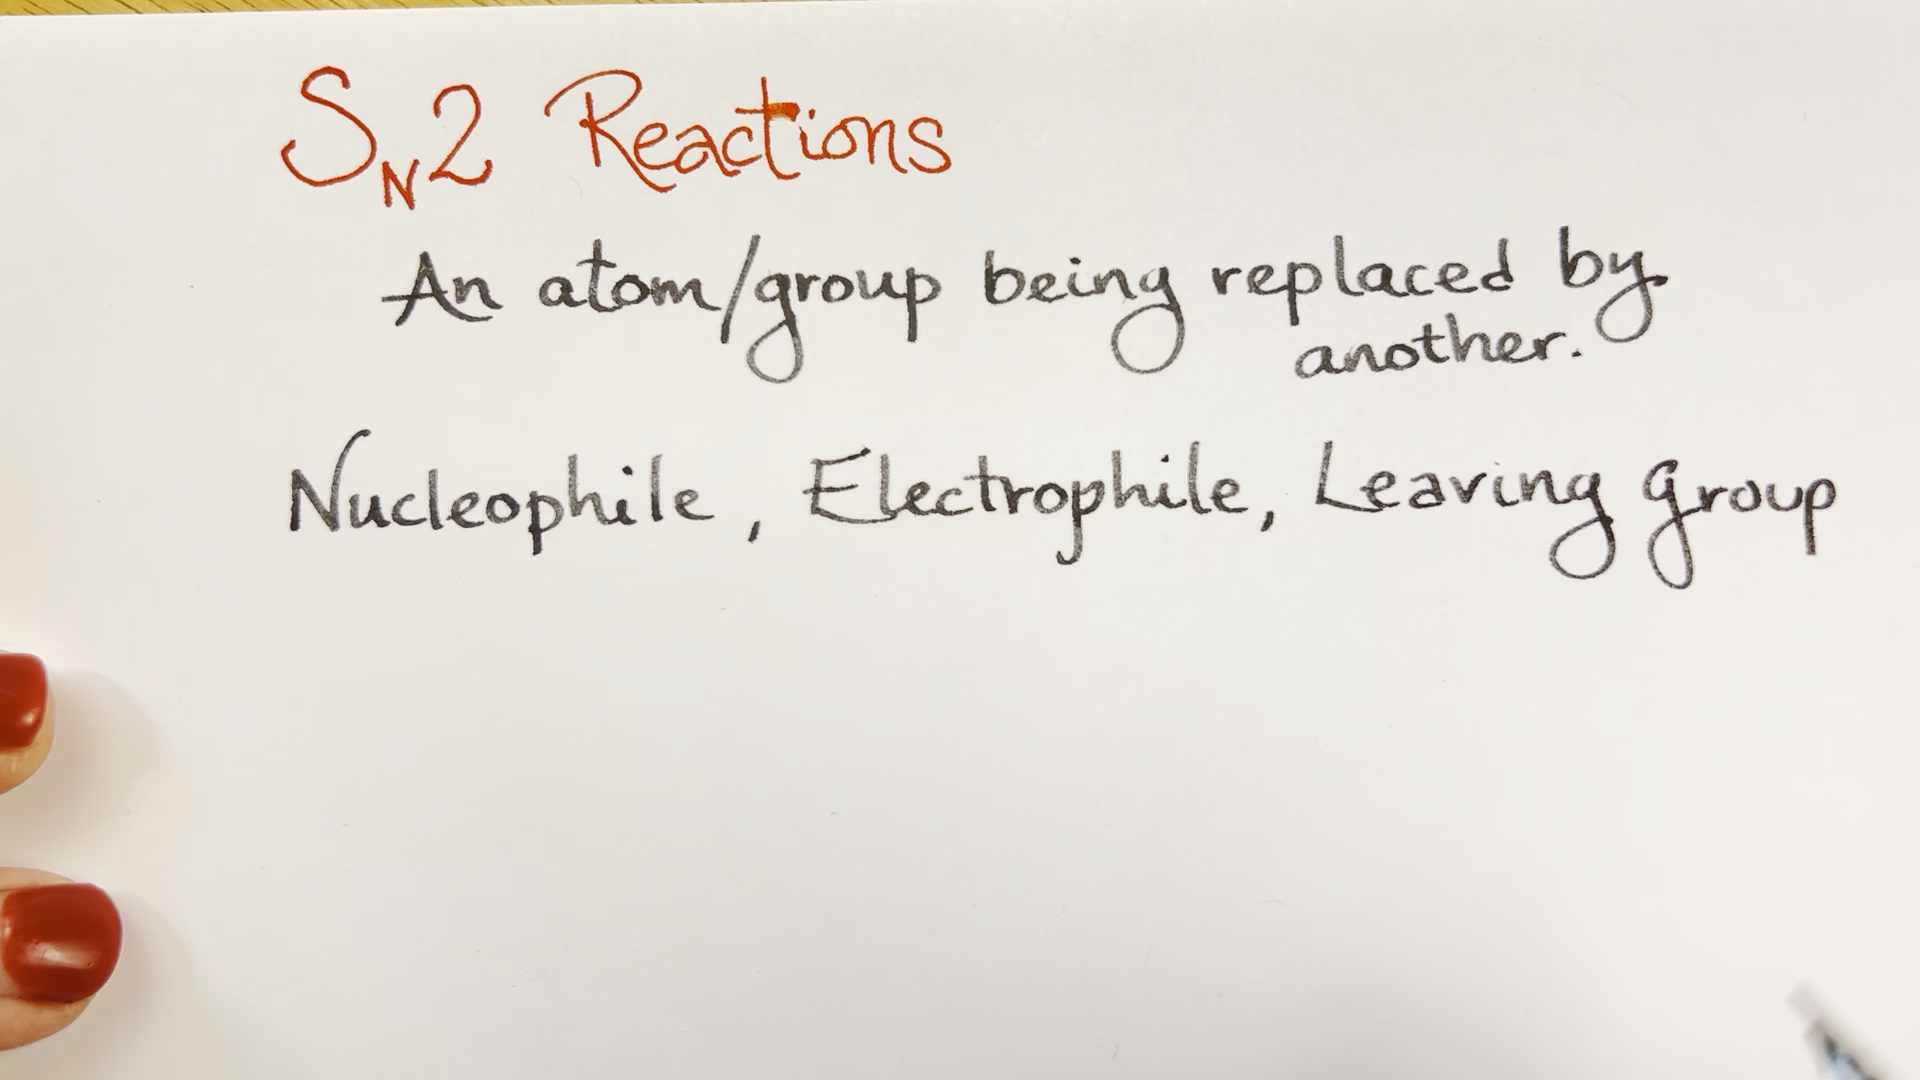 SN2 Reactions
An atom/group being replaced by
another.
Nucleophile, Electrophile, Leaving group